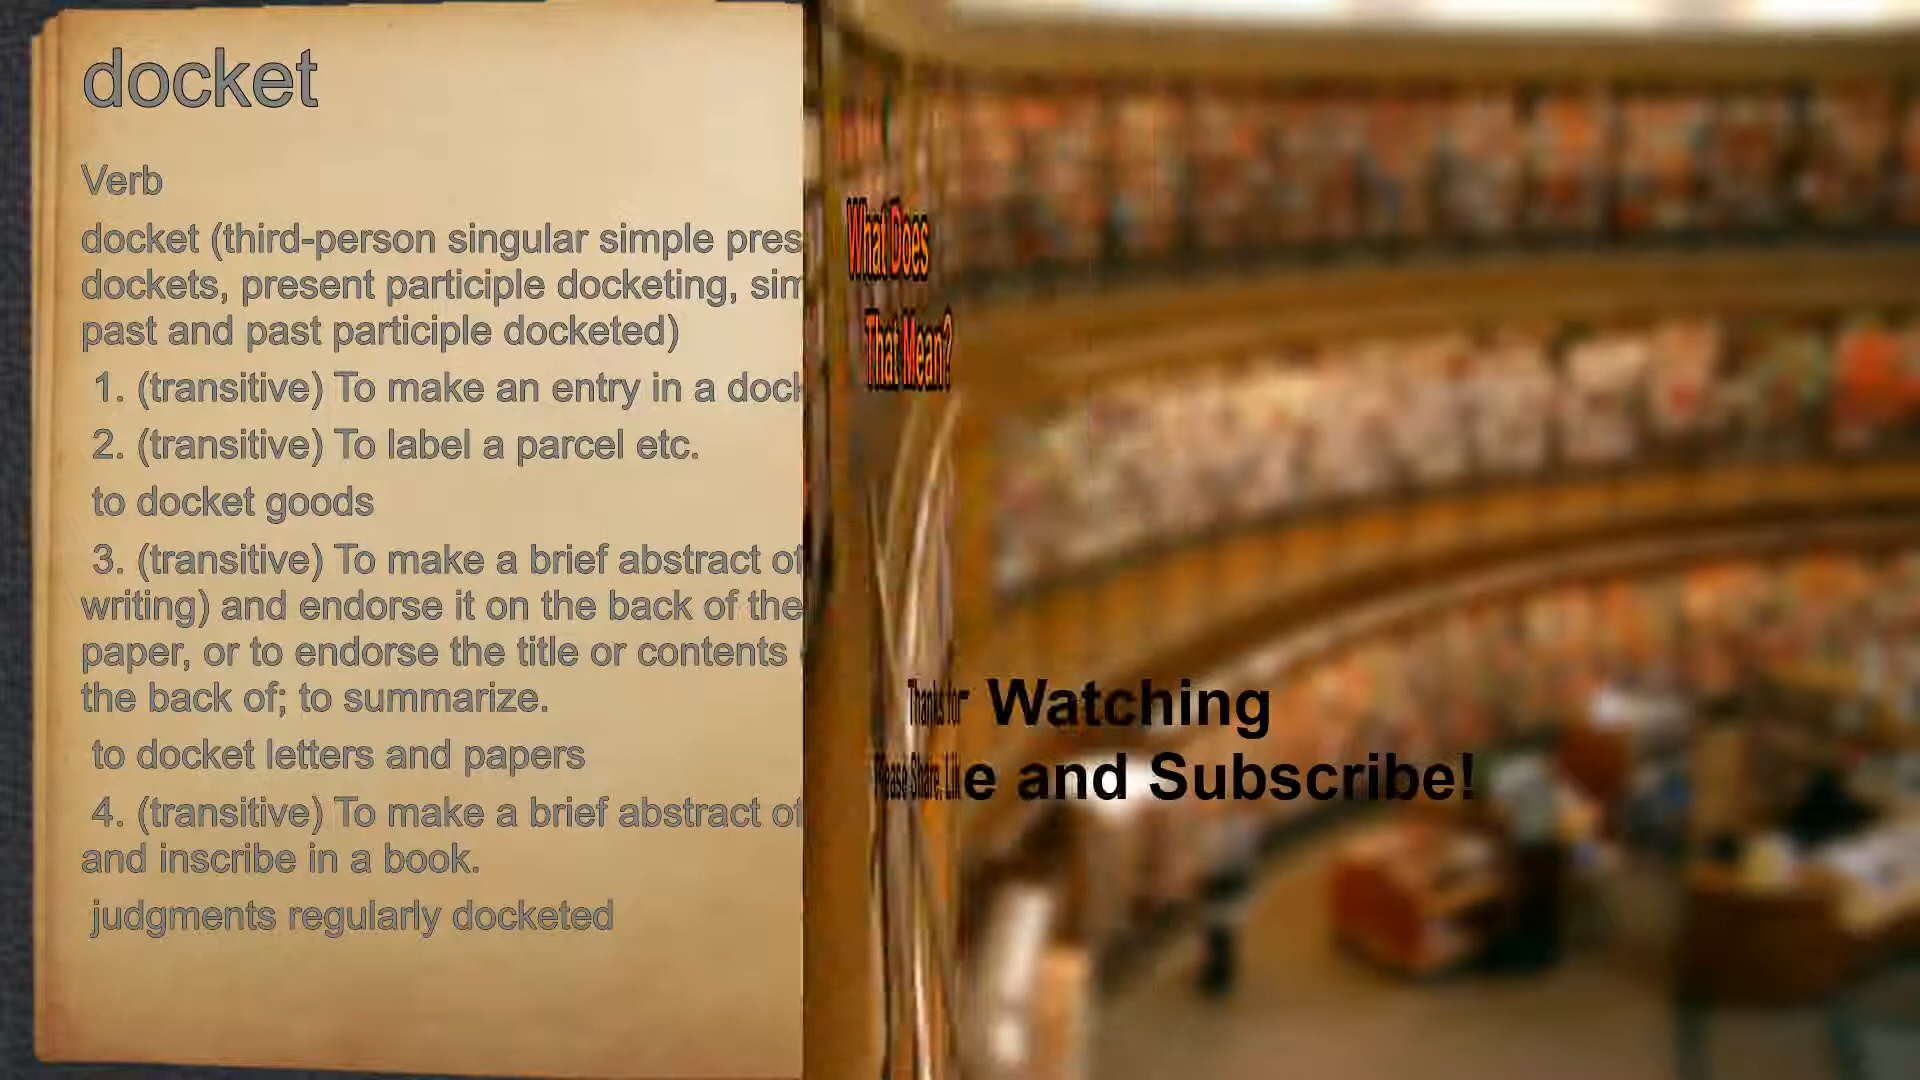 docket
Verb
docket (third-person singular simple pres
dockets, present participle docketing, sim
past and past participle docketed)
1. (transitive) To make an entry in a dock
2. (transitive) To label a parcel etc.
to docket goods
3. (transitive) To make a brief abstract of
writing) and endorse it on the back of the
paper, or to endorse the title or contents
the back of; to summarize.
to docket letters and papers
4. (transitive) To make a brief abstract of
and inscribe in a book.
judgments regularly docketed
What Does
That Mean?
Thanks for Watching
Please Share, Like and Subscribe!